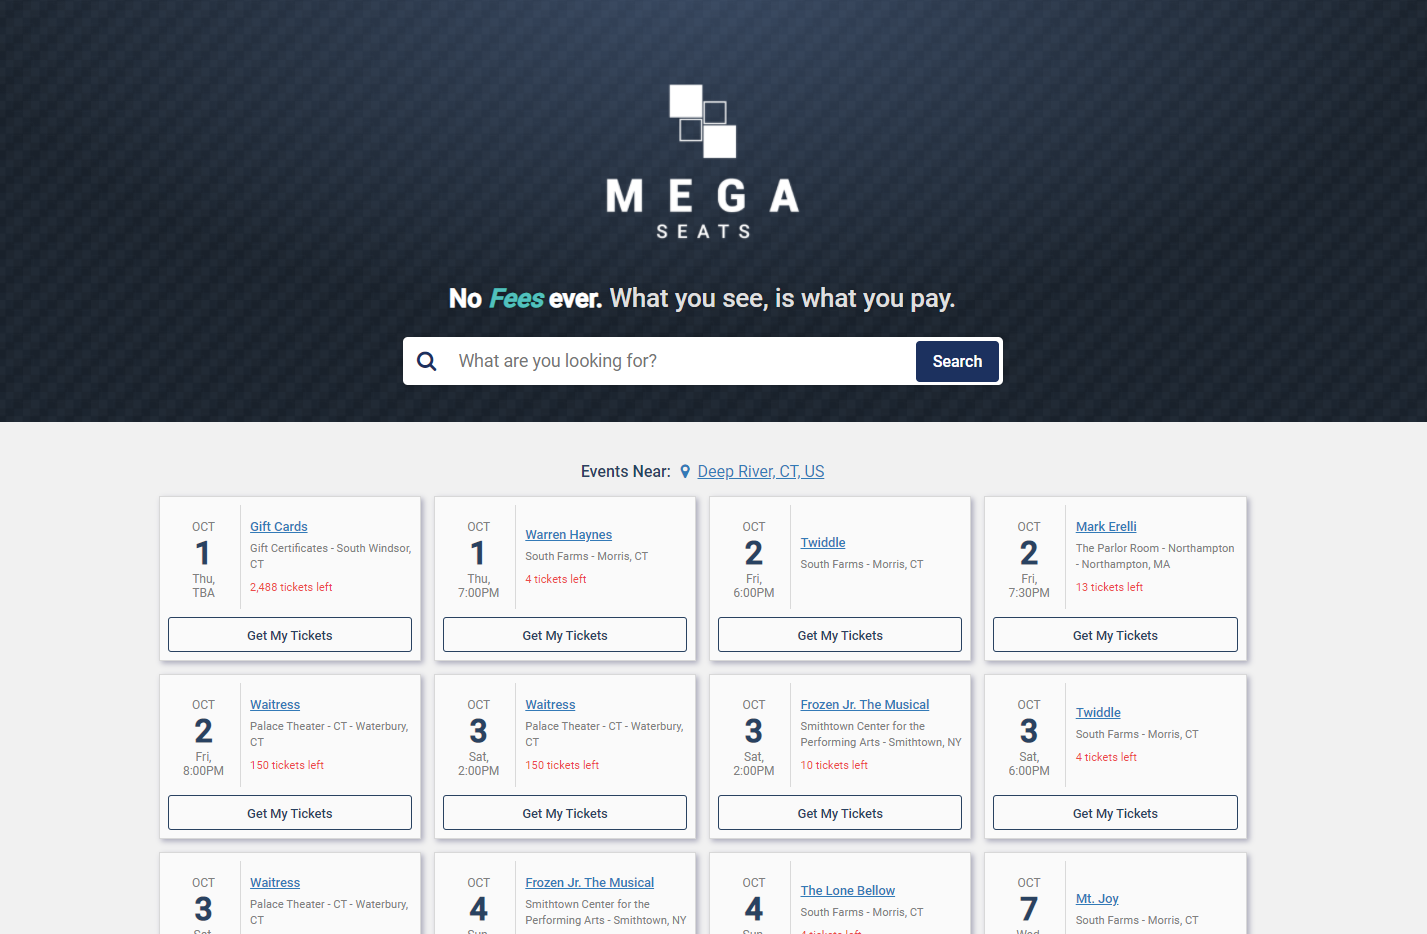 MEGA
SEATS
No Fees ever. What you see, is what you pay.
What are you looking for?
Search
Events Near: Deep River, CT, US
OCT
1
Thu,
TBA
Gift Cards
Gift Certificates - South Windsor,
CT
2,488 tickets left
Get My Tickets
OCT
1
Thu,
7:00PM
Warren Haynes
South Farms - Morris, CT
4 tickets left
Get My Tickets
OCT
2
Fri,
6:00PM
Twiddle
South Farms - Morris, CT
Get My Tickets
OCT
2
Fri,
7:30PM
Mark Erelli
The Parlor Room - Northampton
- Northampton, MA
13 tickets left
Get My Tickets
OCT
2
Fri,
8:00PM
Waitress
Palace Theater - CT - Waterbury,
CT
150 tickets left
Get My Tickets
OCT
3
Sat,
2:00PM
Waitress
Palace Theater - CT - Waterbury,
CT
150 tickets left
Get My Tickets
OCT
3
Sat,
2:00PM
Frozen Jr. The Musical
Smithtown Center for the
Performing Arts - Smithtown, NY
10 tickets left
Get My Tickets
OCT
3
Sat,
6:00PM
Twiddle
South Farms - Morris, CT
4 tickets left
Get My Tickets
OCT
3
Sat,
Waitress
Palace Theater - CT - Waterbury,
CT
OCT
4
Sun,
Frozen Jr. The Musical
Smithtown Center for the
Performing Arts - Smithtown, NY
OCT
4
Sun,
The Lone Bellow
South Farms - Morris, CT
4 tickets left
OCT
7
Wed,
Mt. Joy
South Farms - Morris, CT